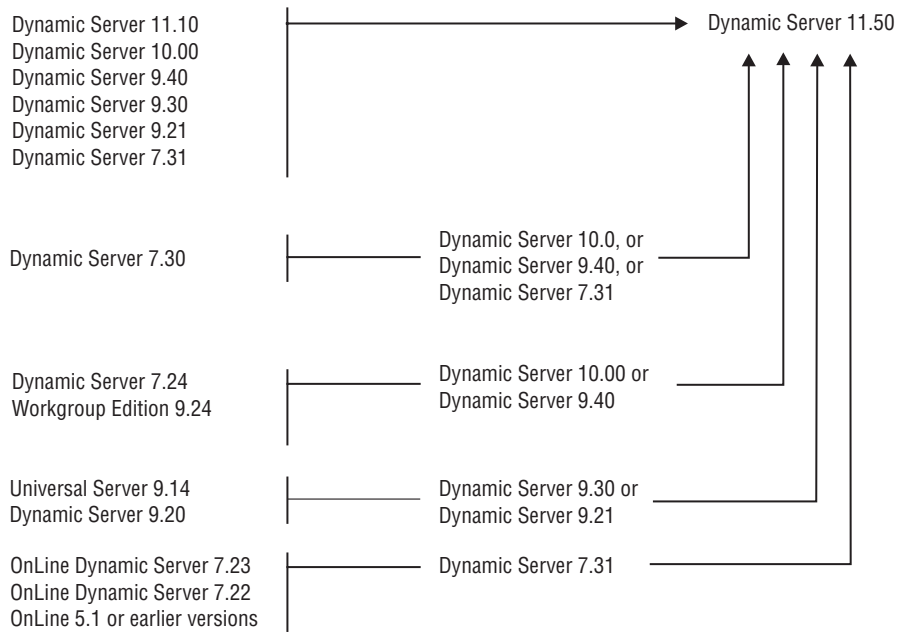 Dynamic Server 11.10
Dynamic Server 10.00
Dynamic Server 9.40
Dynamic Server 9.30
Dynamic Server 9.21
Dynamic Server 7.31
Dynamic Server 11.50
Dynamic Server 7.30
Dynamic Server 10.0, or
Dynamic Server 9.40, or
Dynamic Server 7.31
Dynamic Server 7.24
Workgroup Edition 9.24
Dynamic Server 10.00 or
Dynamic Server 9.40
Universal Server 9.14
Dynamic Server 9.20
Dynamic Server 9.30 or
Dynamic Server 9.21
OnLine Dynamic Server 7.23
OnLine Dynamic Server 7.22
OnLine 5.1 or earlier versions
Dynamic Server 7.31